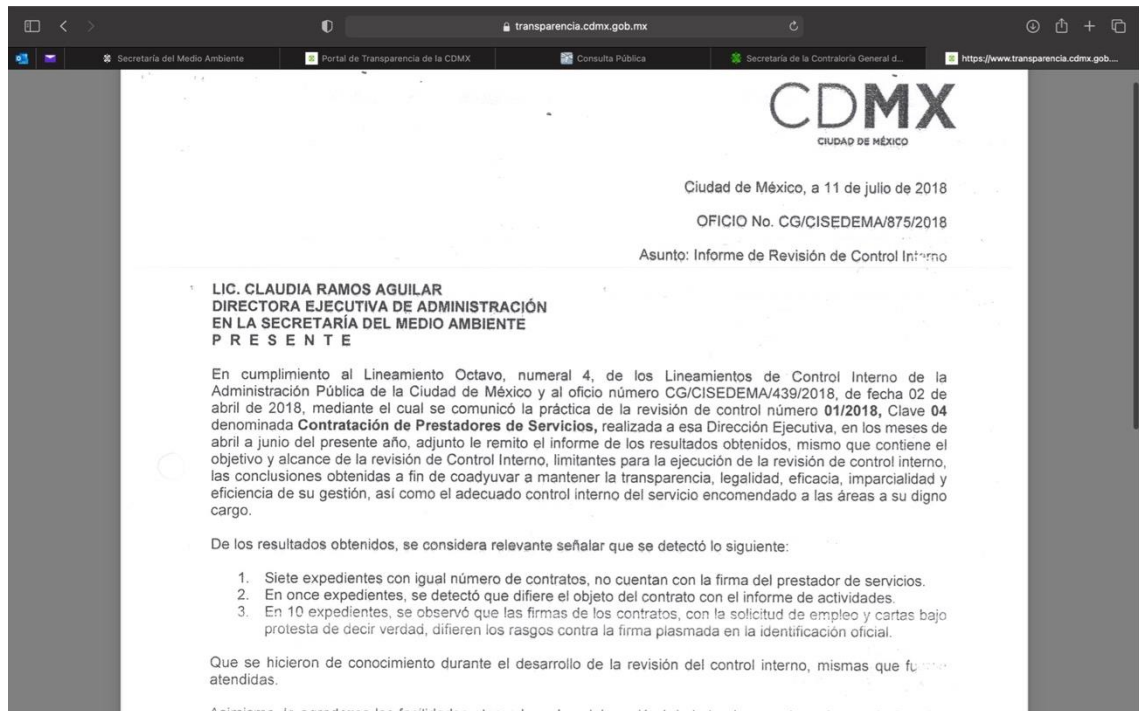 transparencia.cdmx.gob.mx
Secretaría del Medio Ambiente
Portal de Transparencia de la CDMX
Consulta Pública
Secretaría de la Contraloría General d...
https://www.transparencia.cdmx.gob....
CDMX
CIUDAD DE MÉXICO
Ciudad de México, a 11 de julio de 2018
OFICIO No. CG/CISEDEMA/875/2018
Asunto: Informe de Revisión de Control Interno
LIC. CLAUDIA RAMOS AGUILAR
DIRECTORA EJECUTIVA DE ADMINISTRACIÓN
EN LA SECRETARÍA DEL MEDIO AMBIENTE
P R E S E N T E
En cumplimiento al Lineamiento Octavo, numeral 4, de los Lineamientos de Control Interno de la
Administración Pública de la Ciudad de México y al oficio número CG/CISEDEMA/439/2018, de fecha 02 de
abril de 2018, mediante el cual se comunicó la práctica de la revisión de control número 01/2018, Clave 04
denominada Contratación de Prestadores de Servicios, realizada a esa Dirección Ejecutiva, en los meses de
abril a junio del presente año, adjunto le remito el informe de los resultados obtenidos, mismo que contiene el
objetivo y alcance de la revisión de Control Interno, limitantes para la ejecución de la revisión de control interno,
las conclusiones obtenidas a fin de coadyuvar a mantener la transparencia, legalidad, eficacia, imparcialidad y
eficiencia de su gestión, así como el adecuado control interno del servicio encomendado a las áreas a su digno
cargo.
De los resultados obtenidos, se considera relevante señalar que se detectó lo siguiente:
1. Siete expedientes con igual número de contratos, no cuentan con la firma del prestador de servicios.
2. En once expedientes, se detectó que difiere el objeto del contrato con el informe de actividades.
3. En 10 expedientes, se observó que las firmas de los contratos, con la solicitud de empleo y cartas bajo
protesta de decir verdad, difieren los rasgos contra la firma plasmada en la identificación oficial.
Que se hicieron de conocimiento durante el desarrollo de la revisión del control interno, mismas que
atendidas.